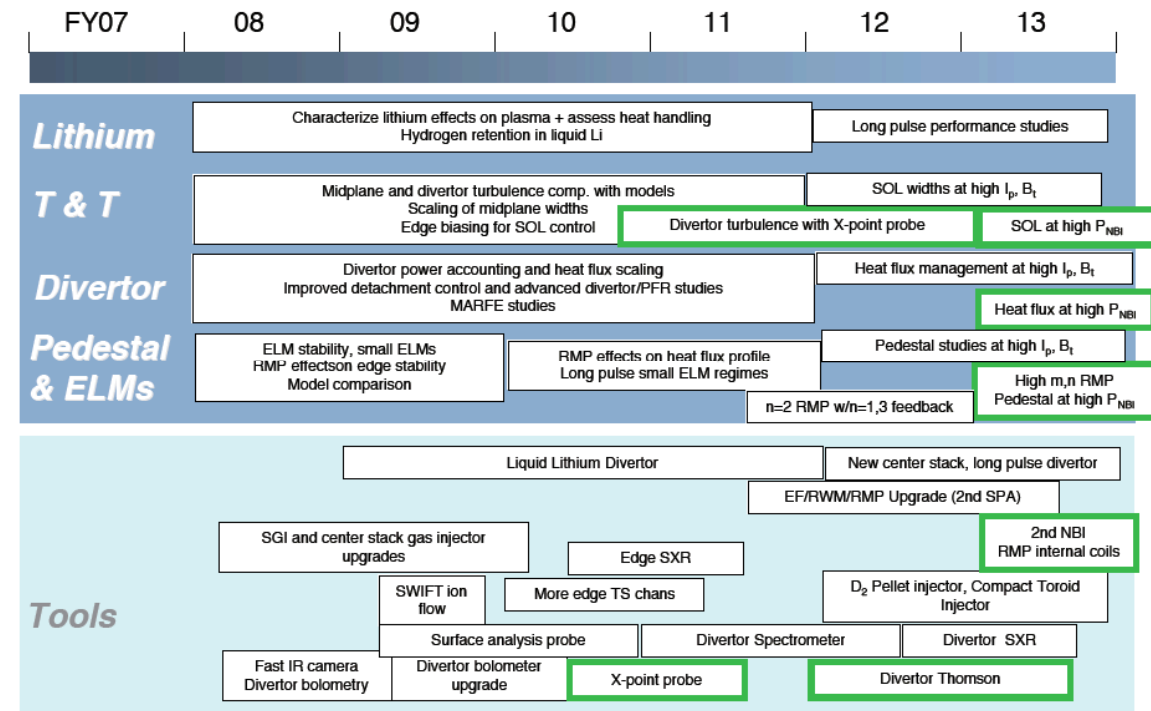 FY07 08 09 10 11 12 13
Lithium
Characterize lithium effects on plasma + assess heat handling
Hydrogen retention in liquid Li
Long pulse performance studies
T & T
Midplane and divertor turbulence comp. with models
Scaling of midplane widths
Edge biasing for SOL control
SOL widths at high Ip, Bt
Divertor turbulence with X-point probe
SOL at high PNBI
Divertor
Divertor power accounting and heat flux scaling
Improved detachment control and advanced divertor/PFR studies
MARFE studies
Heat flux management at high Ip, Bt
Heat flux at high PNBI
Pedestal
& ELMs
ELM stability, small ELMs
RMP effectson edge stability
Model comparison
RMP effects on heat flux profile
Long pulse small ELM regimes
Pedestal studies at high Ip, Bt
n=2 RMP w/n=1,3 feedback
High m,n RMP
Pedestal at high PNBI
Tools
Liquid Lithium Divertor
New center stack, long pulse divertor
EF/RWM/RMP Upgrade (2nd SPA)
SGI and center stack gas injector
upgrades
Edge SXR
2nd NBI
RMP internal coils
SWIFT ion
flow
More edge TS chans
D2 Pellet injector, Compact Toroid
Injector
Surface analysis probe
Divertor Spectrometer
Divertor SXR
Fast IR camera
Divertor bolometry
Divertor bolometer
upgrade
X-point probe
Divertor Thomson